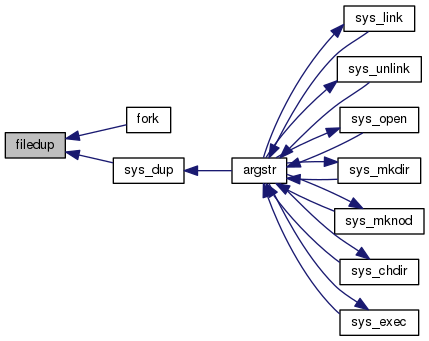 filedup
fork
sys_dup
argstr
sys_link
sys_unlink
sys_open
sys_mkdir
sys_mknod
sys_chdir
sys_exec